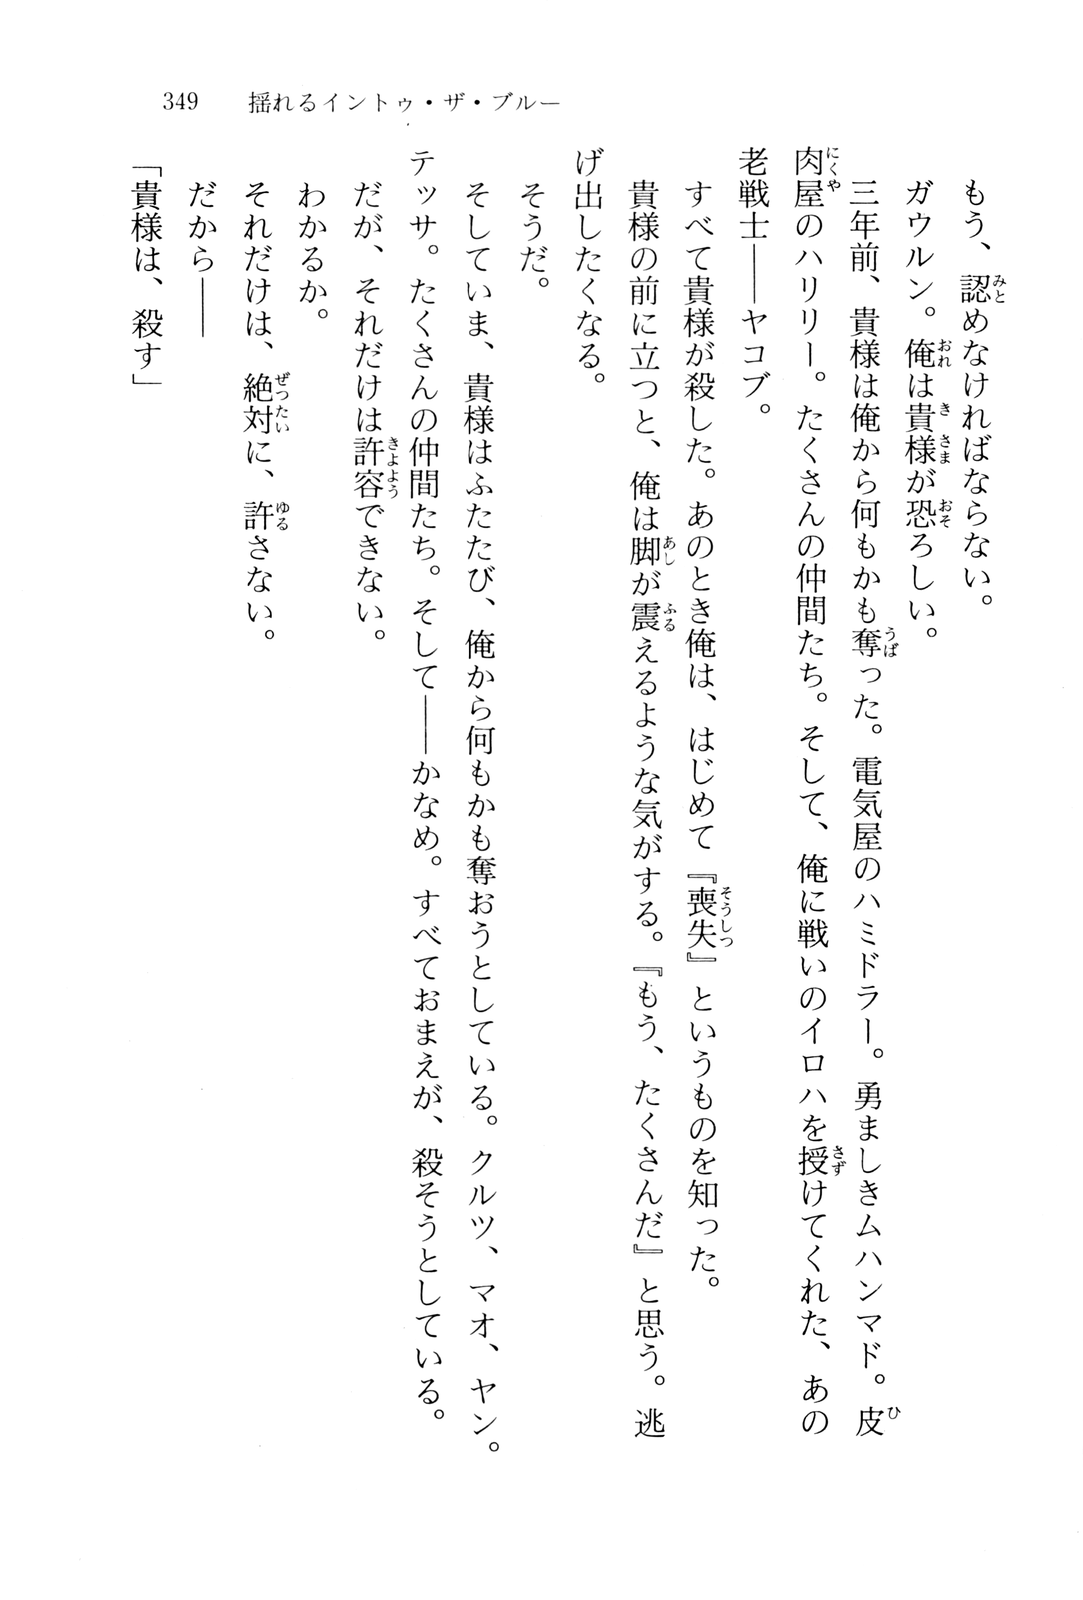 349 揺れるイントゥ・ザ・ブルー
もう、認めなければならない。
ガウルン。俺は貴様が恐ろしい。
三年前、貴様は俺から何もかも奪った。電気屋のハミドラー。勇ましきムハンマド。皮
肉屋のハリリー。たくさんの仲間たち。そして、俺に戦いのイロハを授けてくれた、あの
老戦士――ヤコブ。
すべて貴様が殺した。あのとき俺は、はじめて『喪失』というものを知った。
貴様の前に立つと、俺は脚が震えるような気がする。『もう、たくさんだ』と思う。逃
げ出したくなる。
そうだ。
そしていま、貴様はふたたび、俺から何もかも奪おうとしている。クルツ、マオ、ヤン。
テッサ。たくさんの仲間たち。そして――かなめ。すべておまえが、殺そうとしている。
だが、それだけは許容できない。
わかるか。
それだけは、絶対に、許さない。
だから――
「貴様は、殺す」